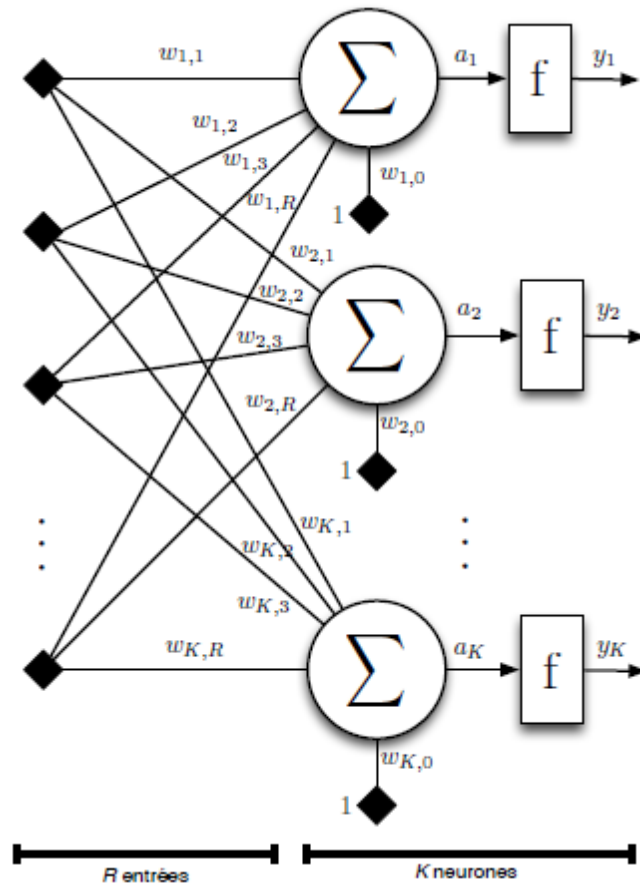 w1,1
∑
a1
f
y1
w1,2
w1,3
w1,R
w1,0
1
w2,1
w2,2
w2,3
∑
a2
f
y2
w2,R
w2,0
1
wK,1
wK,2
wK,3
wK,R
∑
aK
f
yK
wK,0
1
R entrées
K neurones